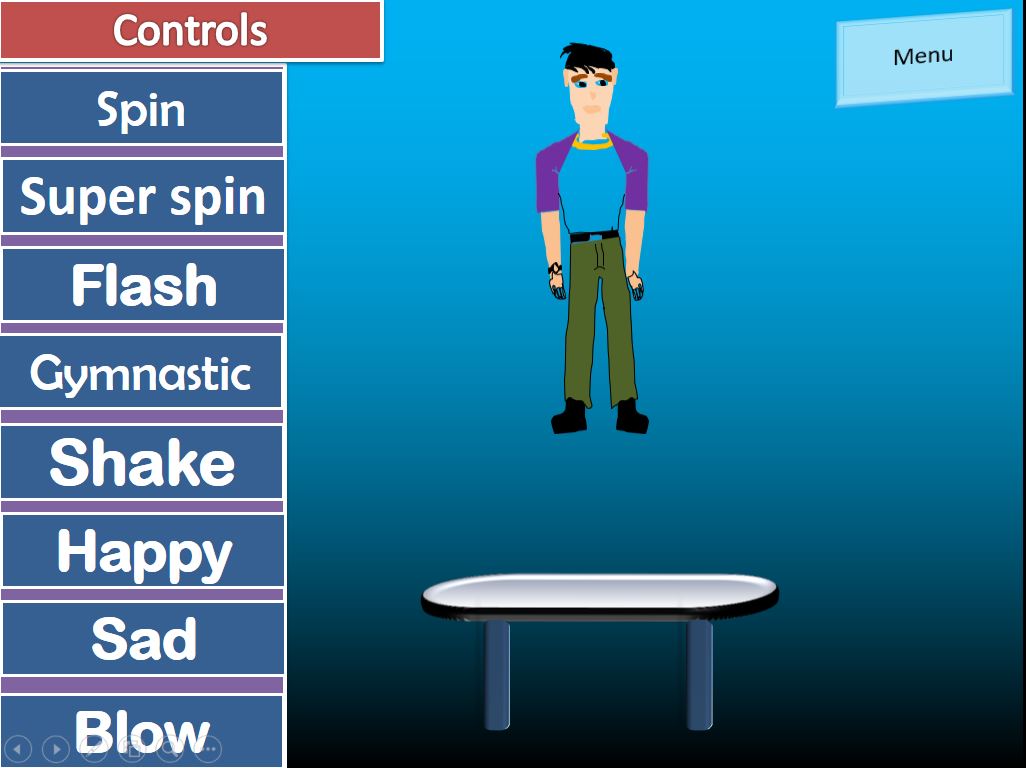 Controls
Menu
Spin
Super spin
Flash
Gymnastic
Shake
Happy
Sad
Blow